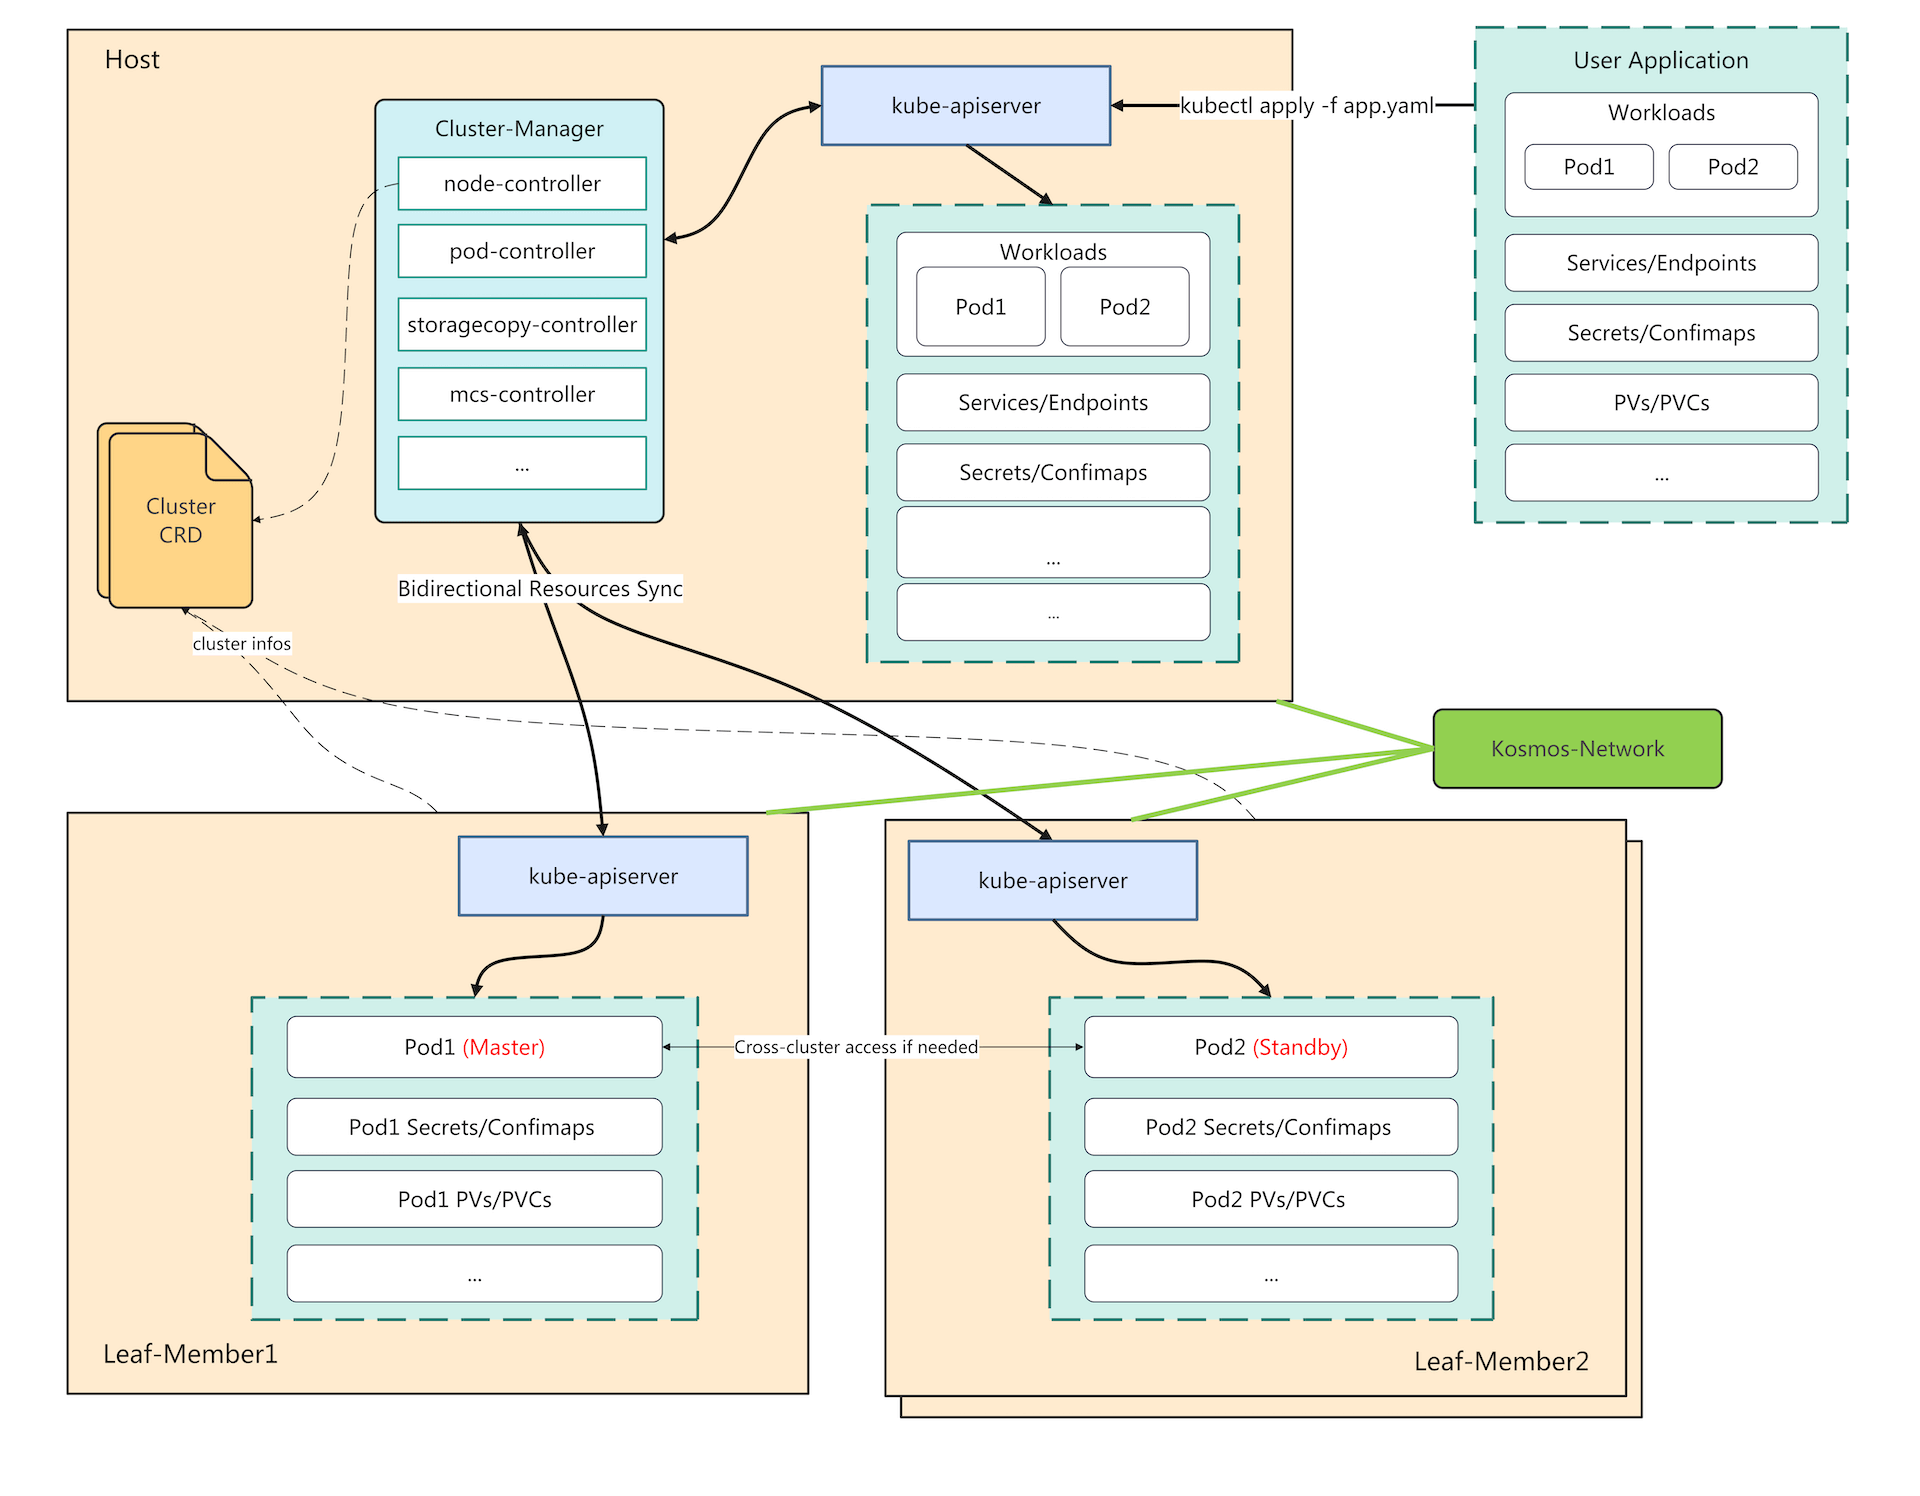 Host
Cluster-Manager
node-controller
pod-controller
storagecopy-controller
mcs-controller
...
kube-apiserver
kubectl apply -f app.yaml
User Application
Workloads
Pod1
Pod2
Services/Endpoints
Secrets/Confimaps
PVs/PVCs
...
Workloads
Pod1
Pod2
Services/Endpoints
Secrets/Confimaps
...
...
Cluster
CRD
Bidirectional Resources Sync
cluster infos
Kosmos-Network
kube-apiserver
Pod1 (Master)
Pod1 Secrets/Confimaps
Pod1 PVs/PVCs
...
Leaf-Member1
Cross-cluster access if needed
kube-apiserver
Pod2 (Standby)
Pod2 Secrets/Confimaps
Pod2 PVs/PVCs
...
Leaf-Member2